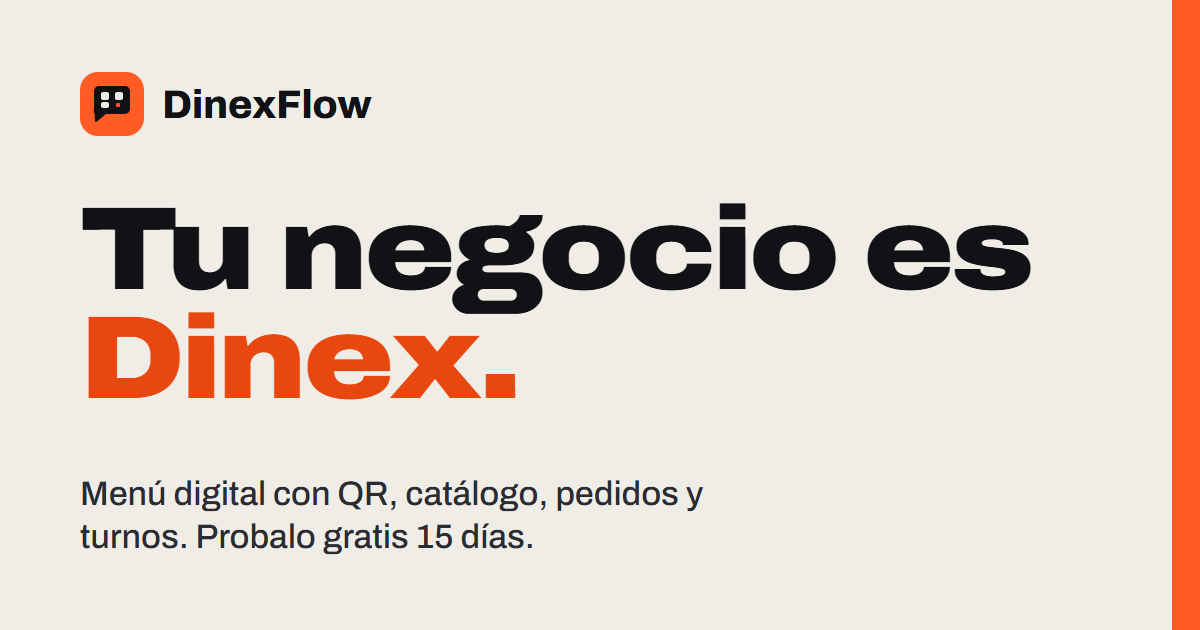 DinexFlow
Tu negocio es
Dinex.
Menú digital con QR, catálogo, pedidos y
turnos. Probalo gratis 15 días.